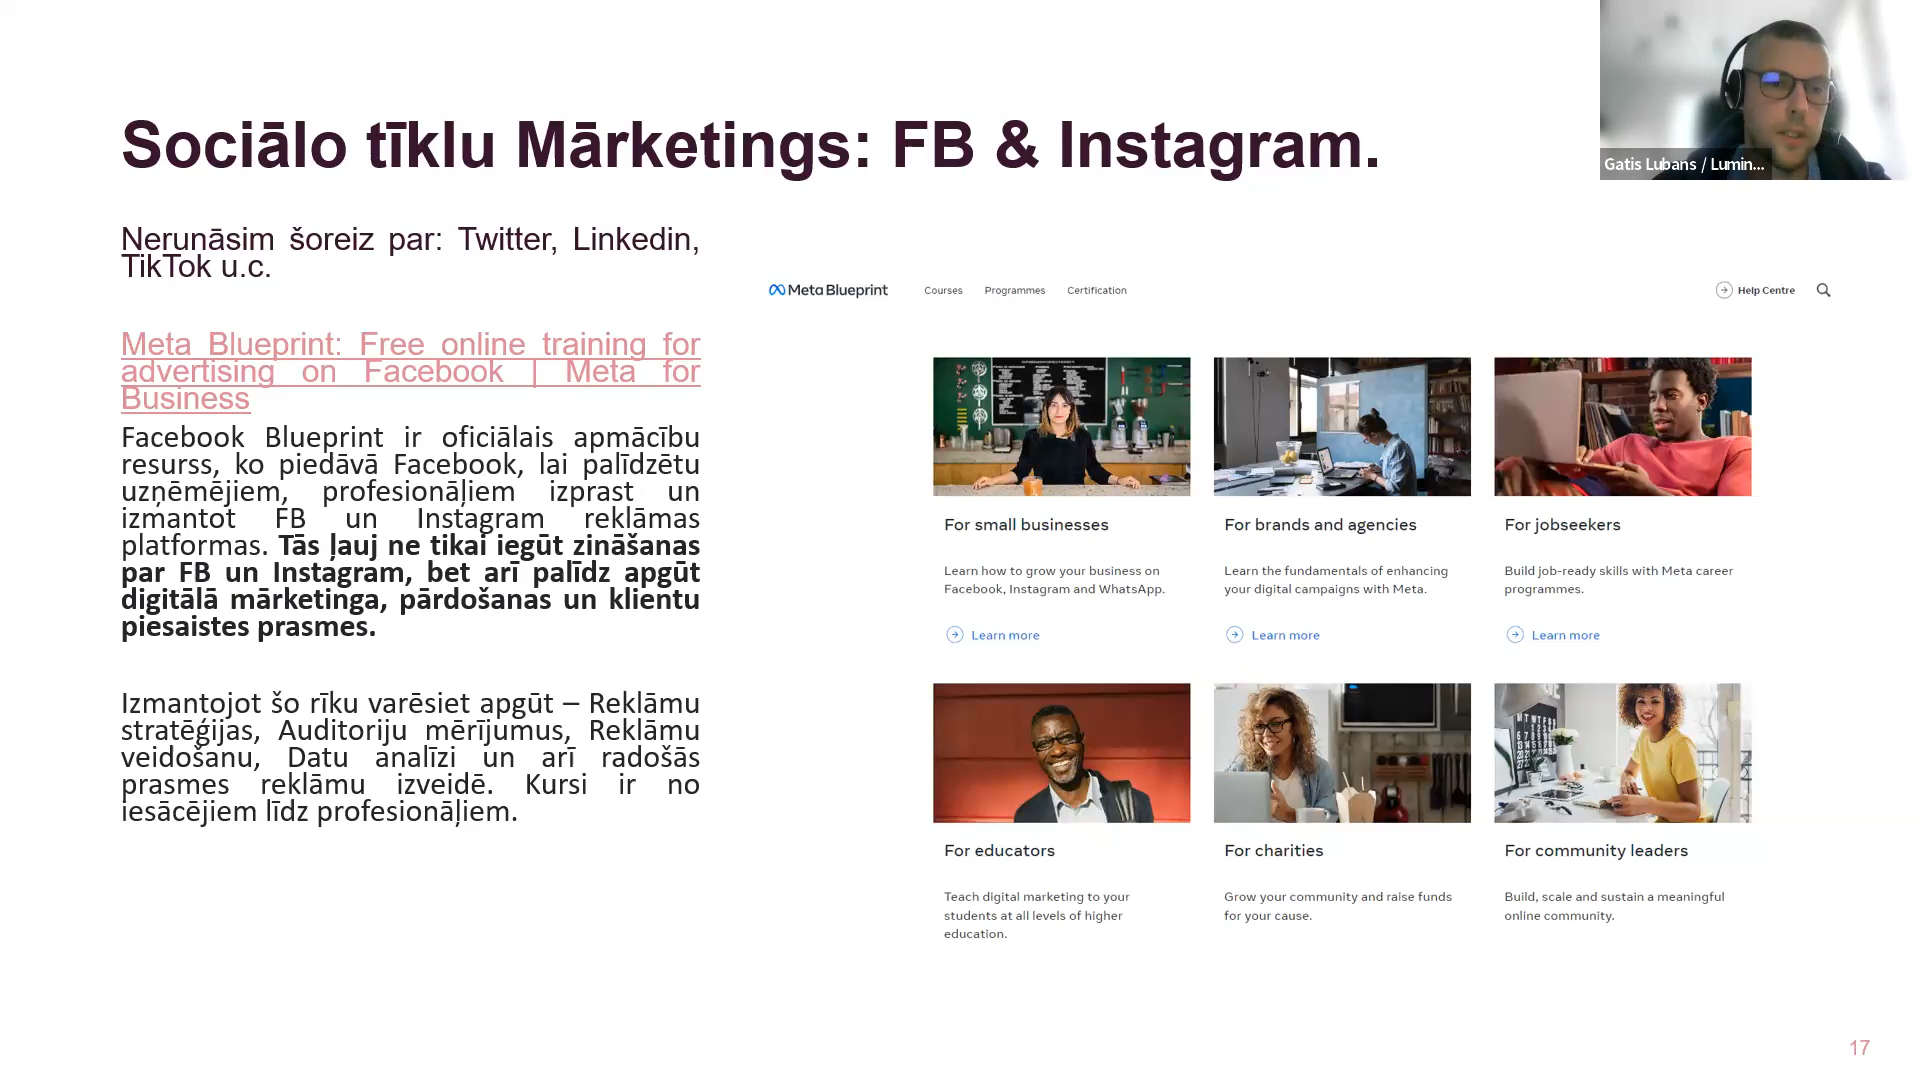 Sociālo tīklu Mārketings: FB & Instagram.
Gatis Lubans / Lumin...
Nerunāsim šoreiz par: Twitter, Linkedin,
TikTok u.c.
Meta Blueprint: Free online training for
advertising on Facebook | Meta for
Business
Facebook Blueprint ir oficiālais apmācību
resurss, ko piedāvā Facebook, lai palīdzētu
uzņēmējiem, profesionāļiem izprast un
izmantot FB un Instagram reklāmas
platformas. Tās ļauj ne tikai iegūt zināšanas
par FB un Instagram, bet arī palīdz apgūt
digitālā mārketinga, pārdošanas un klientu
piesaistes prasmes.
Izmantojot šo rīku varēsiet apgūt – Reklāmu
stratēģijas, Auditoriju mērījumus, Reklāmu
veidošanu, Datu analīzi un arī radošās
prasmes reklāmu izveidē. Kursi ir no
iesācējiem līdz profesionāļiem.
Meta Blueprint Courses Programmes Certification Help Centre
For small businesses
Learn how to grow your business on
Facebook, Instagram and WhatsApp.
Learn more
For brands and agencies
Learn the fundamentals of enhancing
your digital campaigns with Meta.
Learn more
For jobseekers
Build job-ready skills with Meta career
programmes.
Learn more
For educators
Teach digital marketing to your
students at all levels of higher
education.
For charities
Grow your community and raise funds
for your cause.
For community leaders
Build, scale and sustain a meaningful
online community.
17